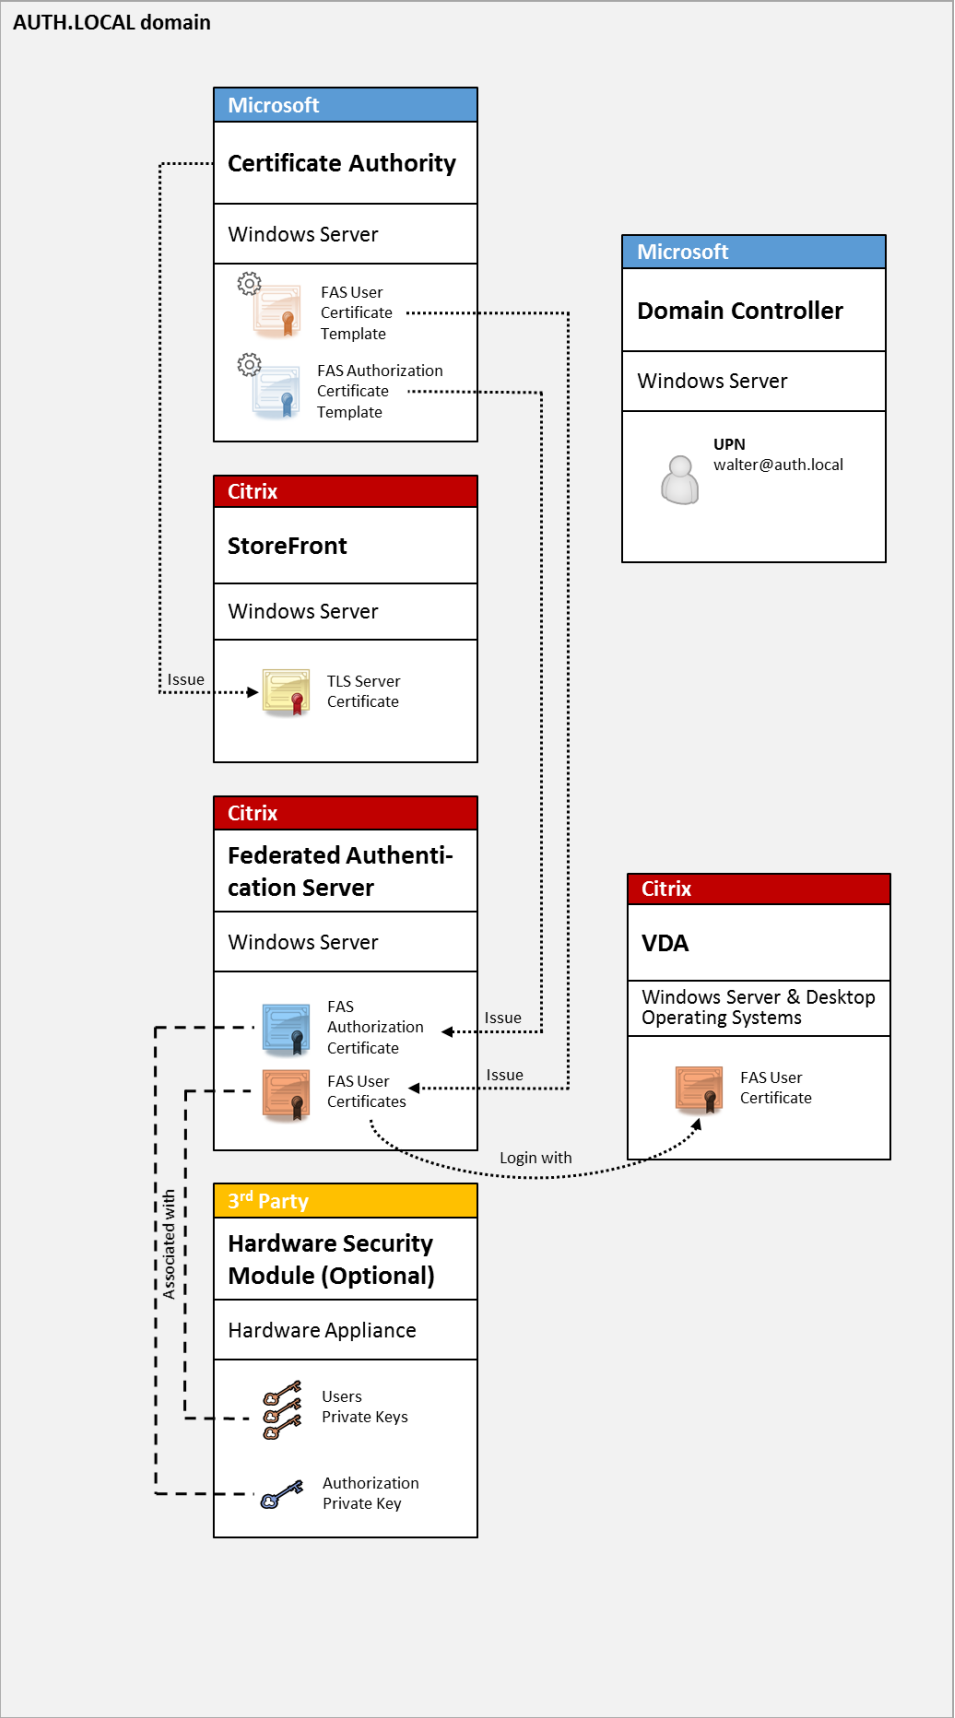 AUTH.LOCAL domain
Microsoft
Certificate Authority
Windows Server
FAS User
Certificate
Template
FAS Authorization
Certificate
Template
Microsoft
Domain Controller
Windows Server
UPN
walter@auth.local
Citrix
StoreFront
Windows Server
Issue
TLS Server
Certificate
Citrix
Federated Authenti-
cation Server
Windows Server
FAS
Authorization
Certificate
Issue
FAS User
Certificates
Issue
Citrix
VDA
Windows Server & Desktop
Operating Systems
FAS User
Certificate
Login with
Associated with
3rd Party
Hardware Security
Module (Optional)
Hardware Appliance
Users
Private Keys
Authorization
Private Key